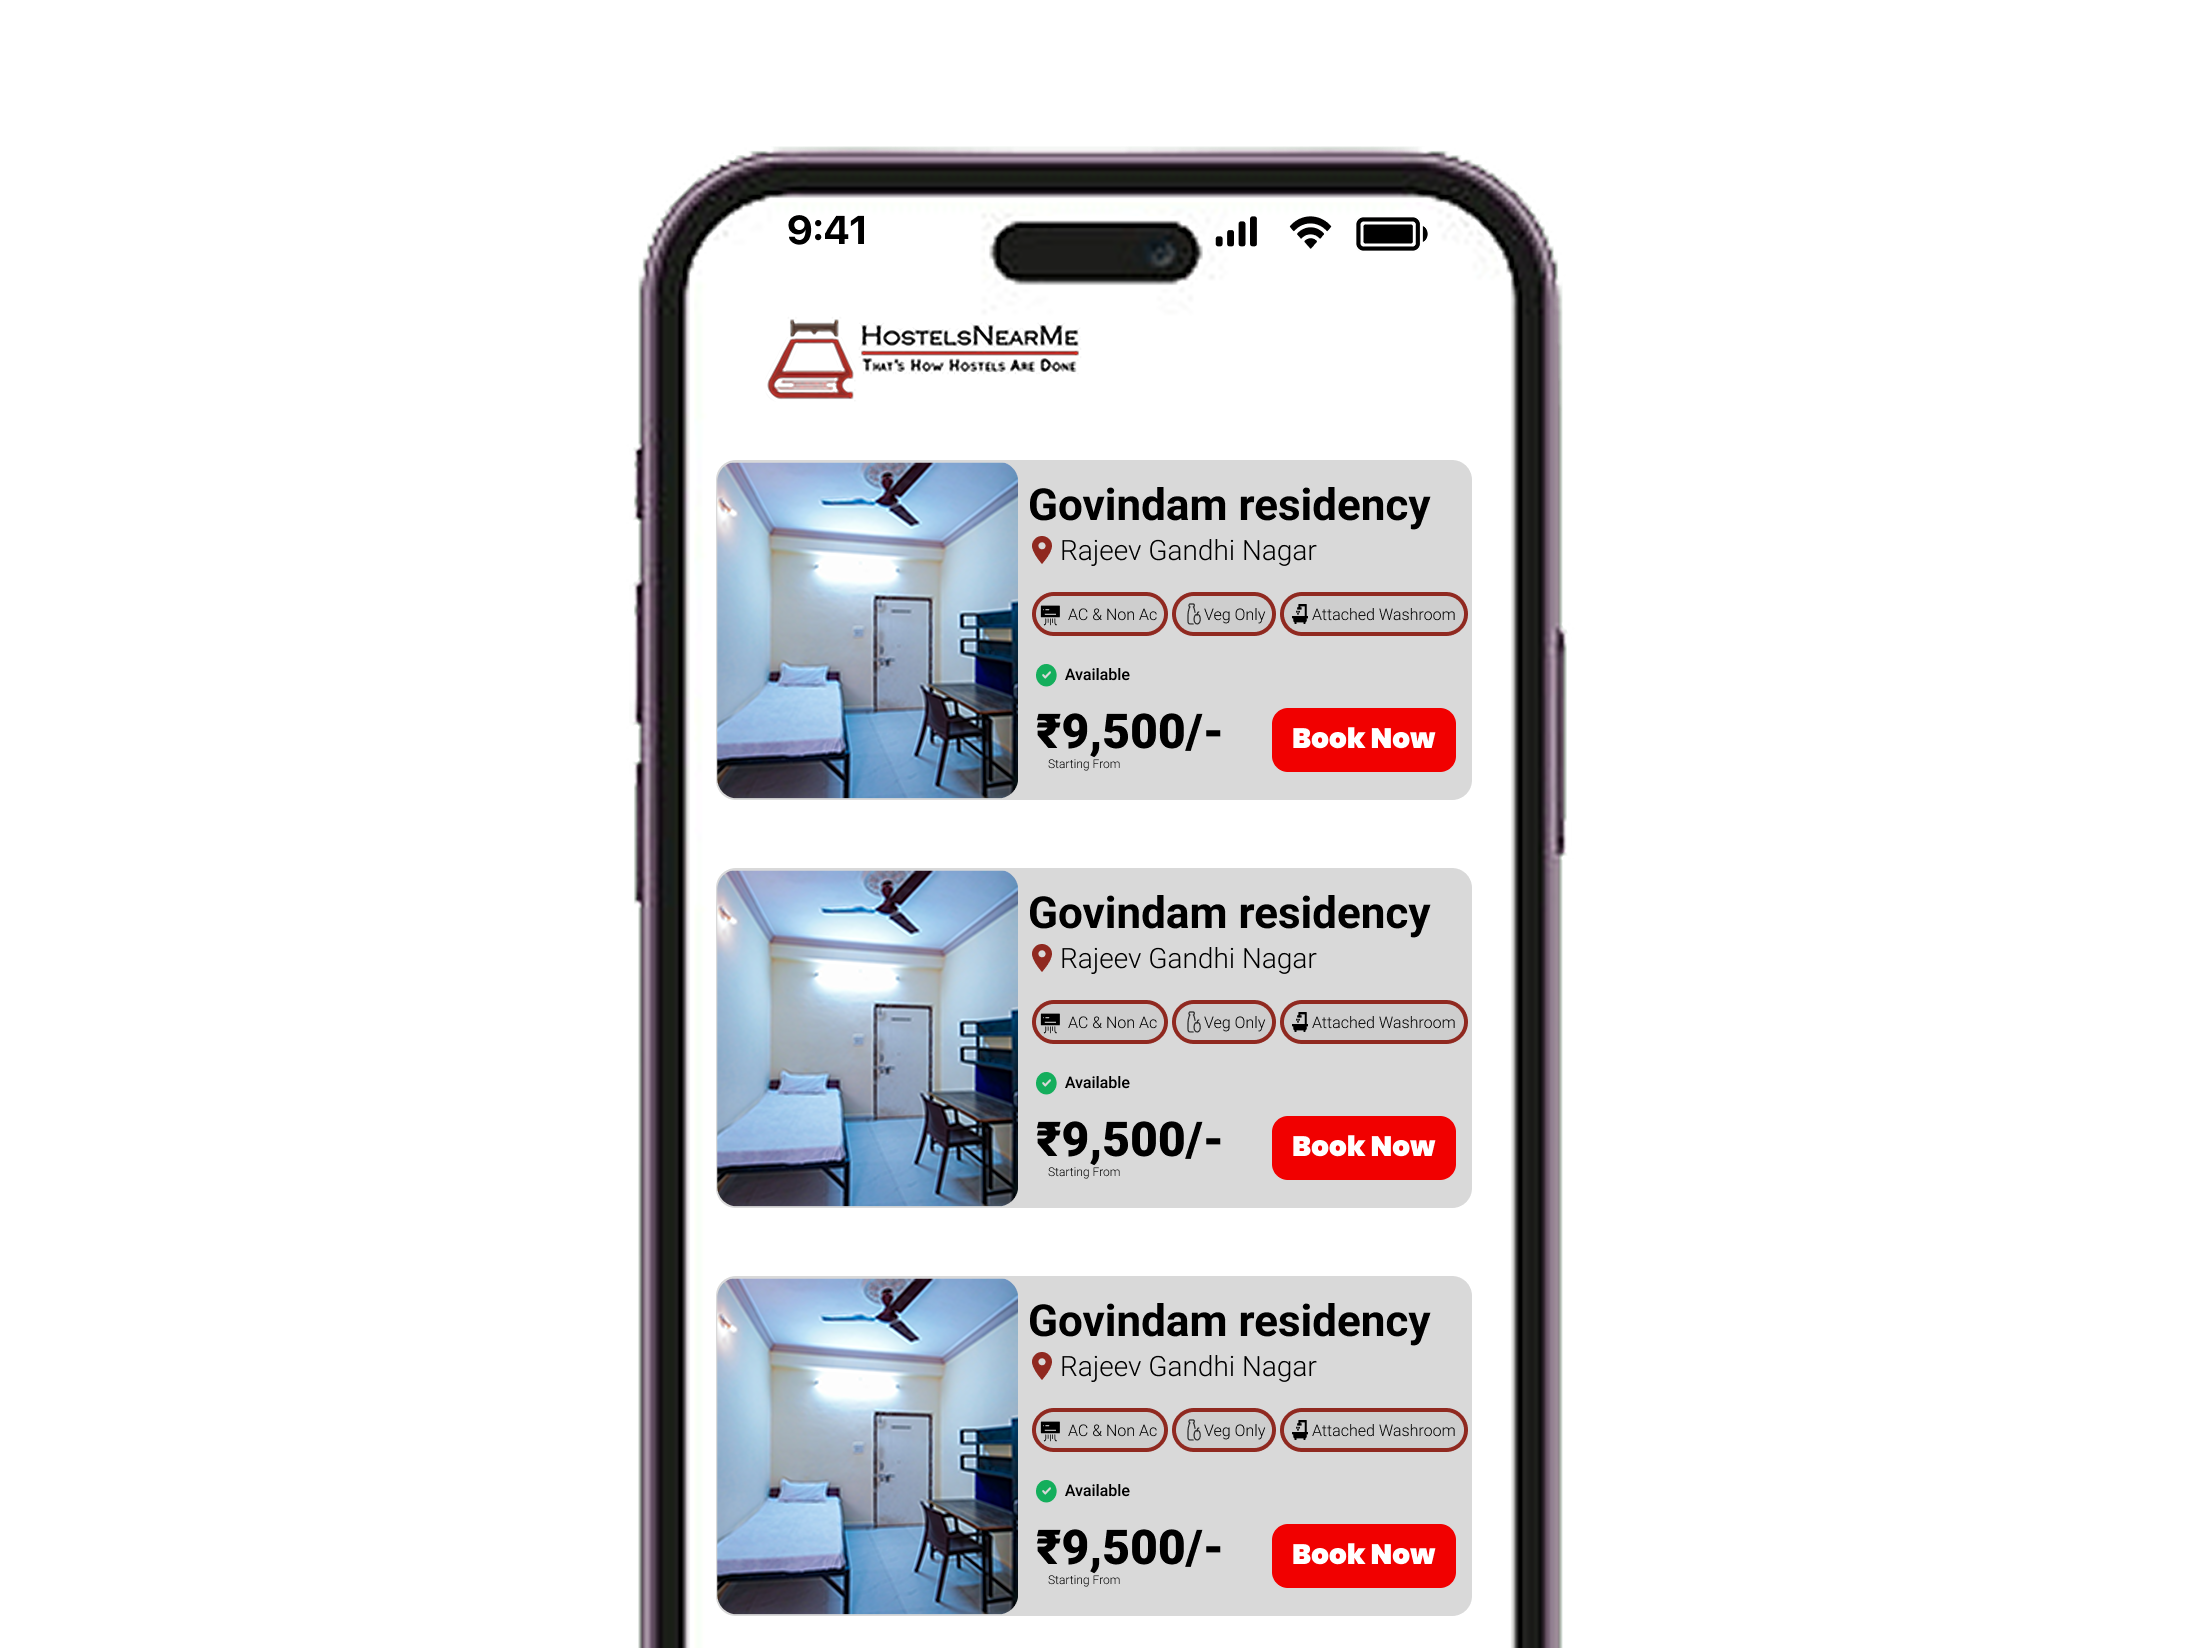 9:41
HostelsNearMe
That's How Hostels Are Done
Govindam residency
Rajeev Gandhi Nagar
AC & Non Ac Veg Only Attached Washroom
Available
₹9,500/- Book Now
Starting From
Govindam residency
Rajeev Gandhi Nagar
AC & Non Ac Veg Only Attached Washroom
Available
₹9,500/- Book Now
Starting From
Govindam residency
Rajeev Gandhi Nagar
AC & Non Ac Veg Only Attached Washroom
Available
₹9,500/- Book Now
Starting From